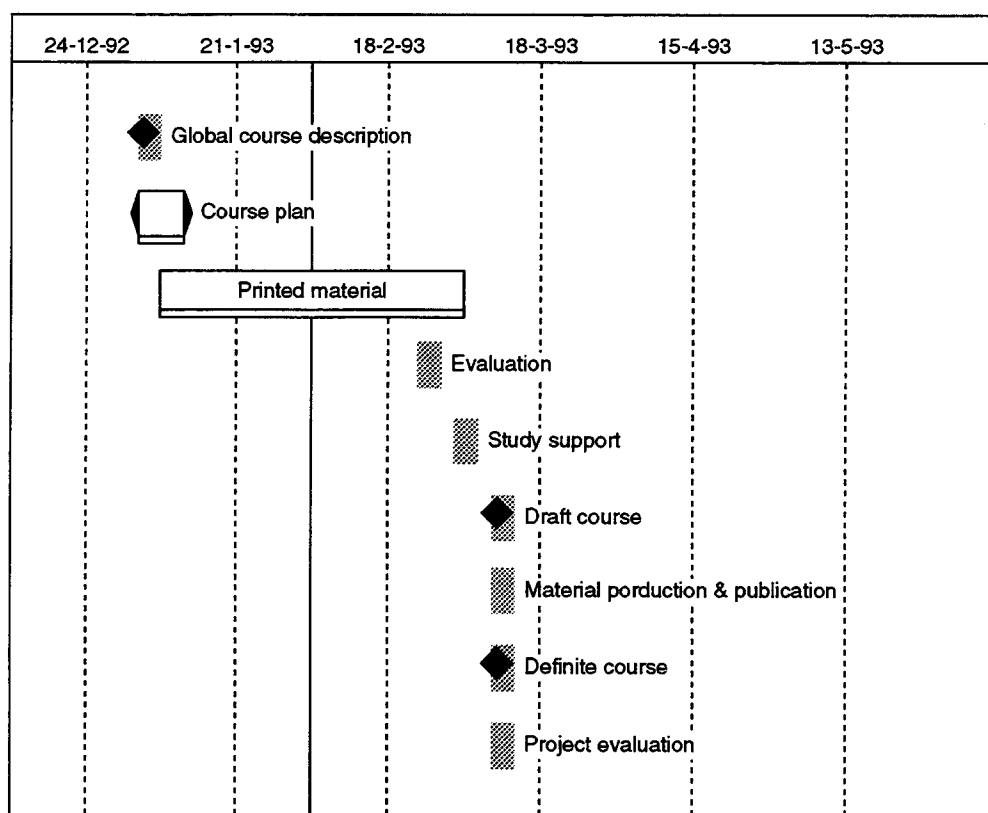 24-12-92 21-1-93 18-2-93 18-3-93 15-4-93 13-5-93
Global course description
Course plan
Printed material
Evaluation
Study support
Draft course
Material porduction & publication
Definite course
Project evaluation